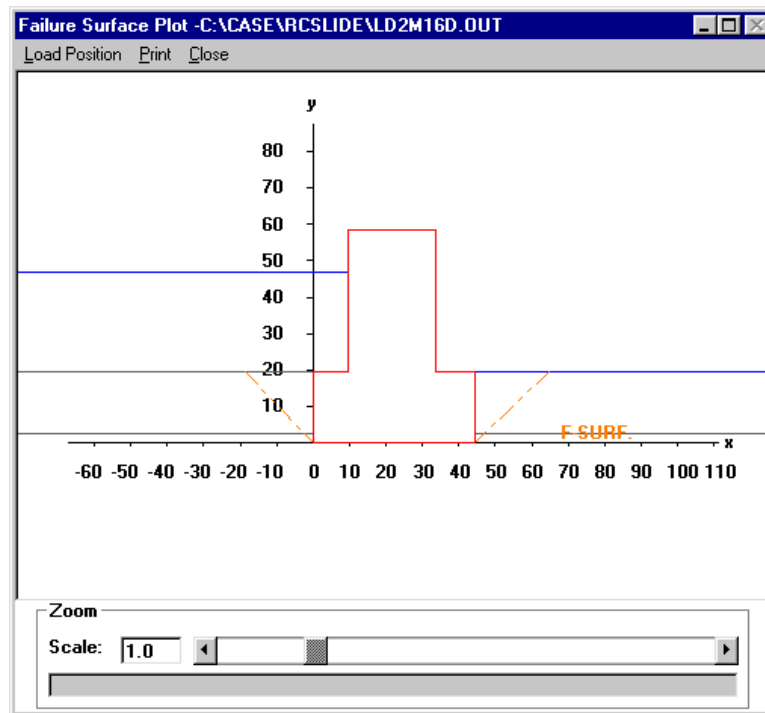 Failure Surface Plot -C:\CASE\RCSLIDE\LD2M16D.OUT
Load Position Print Close
y
80
70
60
50
40
30
20
10
F SURF.
x
-60 -50 -40 -30 -20 -10 0 10 20 30 40 50 60 70 80 90 100 110
Zoom
Scale: 1.0